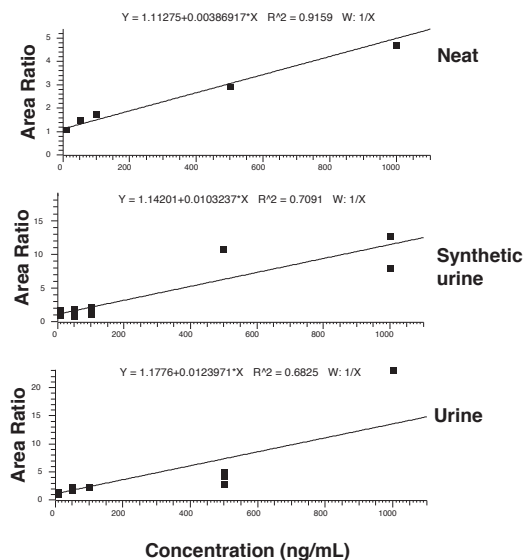 Y = 1.11275+0.00386917*X R^2 = 0.9159 W: 1/X
Neat
Area Ratio
5
4
3
2
1
0
0 200 400 600 800 1000
Y = 1.14201+0.0103237*X R^2 = 0.7091 W: 1/X
Synthetic
urine
Area Ratio
15
10
5
0
0 200 400 600 800 1000
Y = 1.1776+0.0123971*X R^2 = 0.6825 W: 1/X
Urine
Area Ratio
20
15
10
5
0
0 200 400 600 800 1000
Concentration (ng/mL)